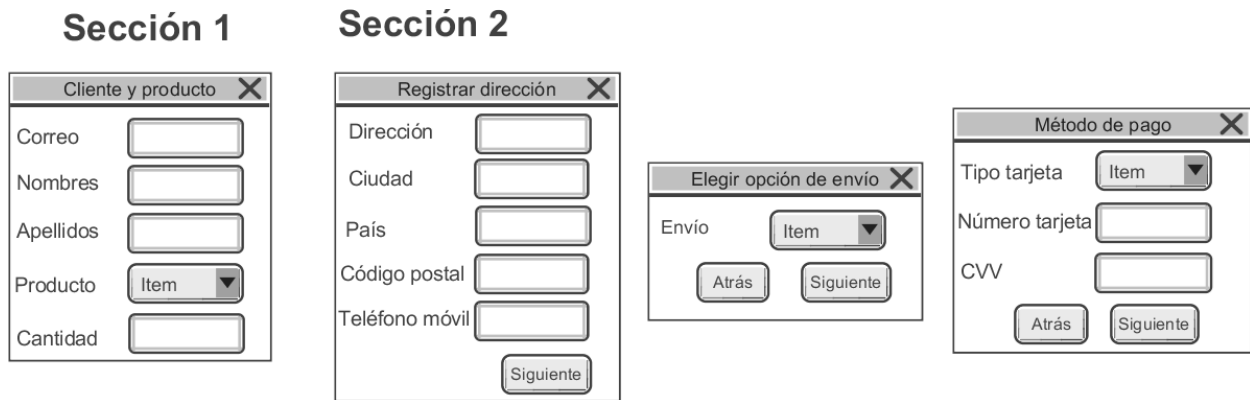 Sección 1
Sección 2
Cliente y producto
Correo
Nombres
Apellidos
Producto
Item
Cantidad
Registrar dirección
Dirección
Ciudad
País
Código postal
Teléfono móvil
Siguiente
Elegir opción de envío
Envío
Item
Atrás
Siguiente
Método de pago
Tipo tarjeta
Item
Número tarjeta
CVV
Atrás
Siguiente